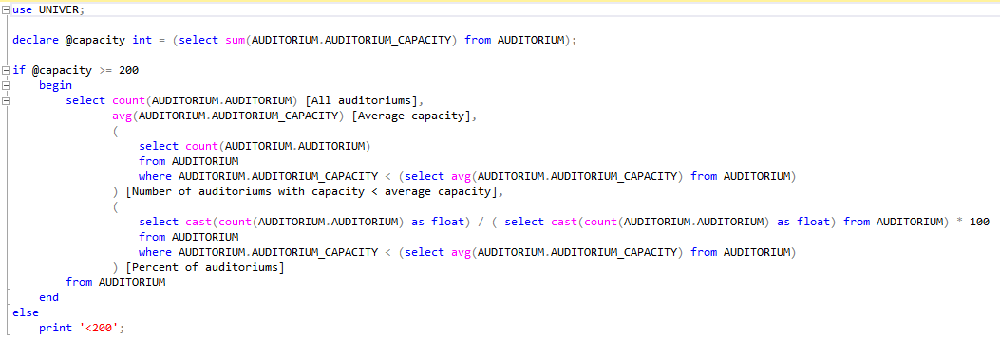 use UNIVER;
declare @capacity int = (select sum(AUDITORIUM.AUDITORIUM_CAPACITY) from AUDITORIUM);
if @capacity >= 200
begin
select count(AUDITORIUM.AUDITORIUM) [All auditoriums],
avg(AUDITORIUM.AUDITORIUM_CAPACITY) [Average capacity],
(
select count(AUDITORIUM.AUDITORIUM)
from AUDITORIUM
where AUDITORIUM.AUDITORIUM_CAPACITY < (select avg(AUDITORIUM.AUDITORIUM_CAPACITY) from AUDITORIUM)
) [Number of auditoriums with capacity < average capacity],
(
select cast(count(AUDITORIUM.AUDITORIUM) as float) / ( select cast(count(AUDITORIUM.AUDITORIUM) as float) from AUDITORIUM) * 100
from AUDITORIUM
where AUDITORIUM.AUDITORIUM_CAPACITY < (select avg(AUDITORIUM.AUDITORIUM_CAPACITY) from AUDITORIUM)
) [Percent of auditoriums]
from AUDITORIUM
end
else
print '<200';